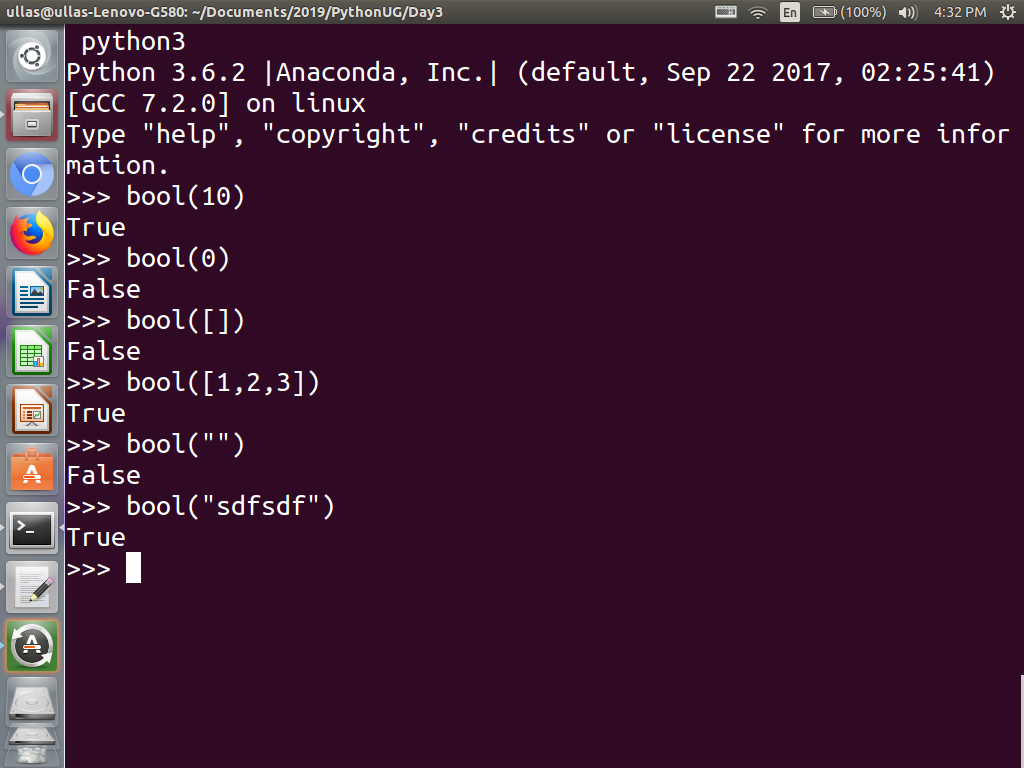 ullas@ullas-Lenovo-G580: ~/Documents/2019/PythonUG/Day3
En
(100%)
4:32 PM
python3
Python 3.6.2 |Anaconda, Inc.| (default, Sep 22 2017, 02:25:41)
[GCC 7.2.0] on linux
Type "help", "copyright", "credits" or "license" for more infor
mation.
>>> bool(10)
True
>>> bool(0)
False
>>> bool([])
False
>>> bool([1,2,3])
True
>>> bool("")
False
>>> bool("sdfsdf")
True
>>>